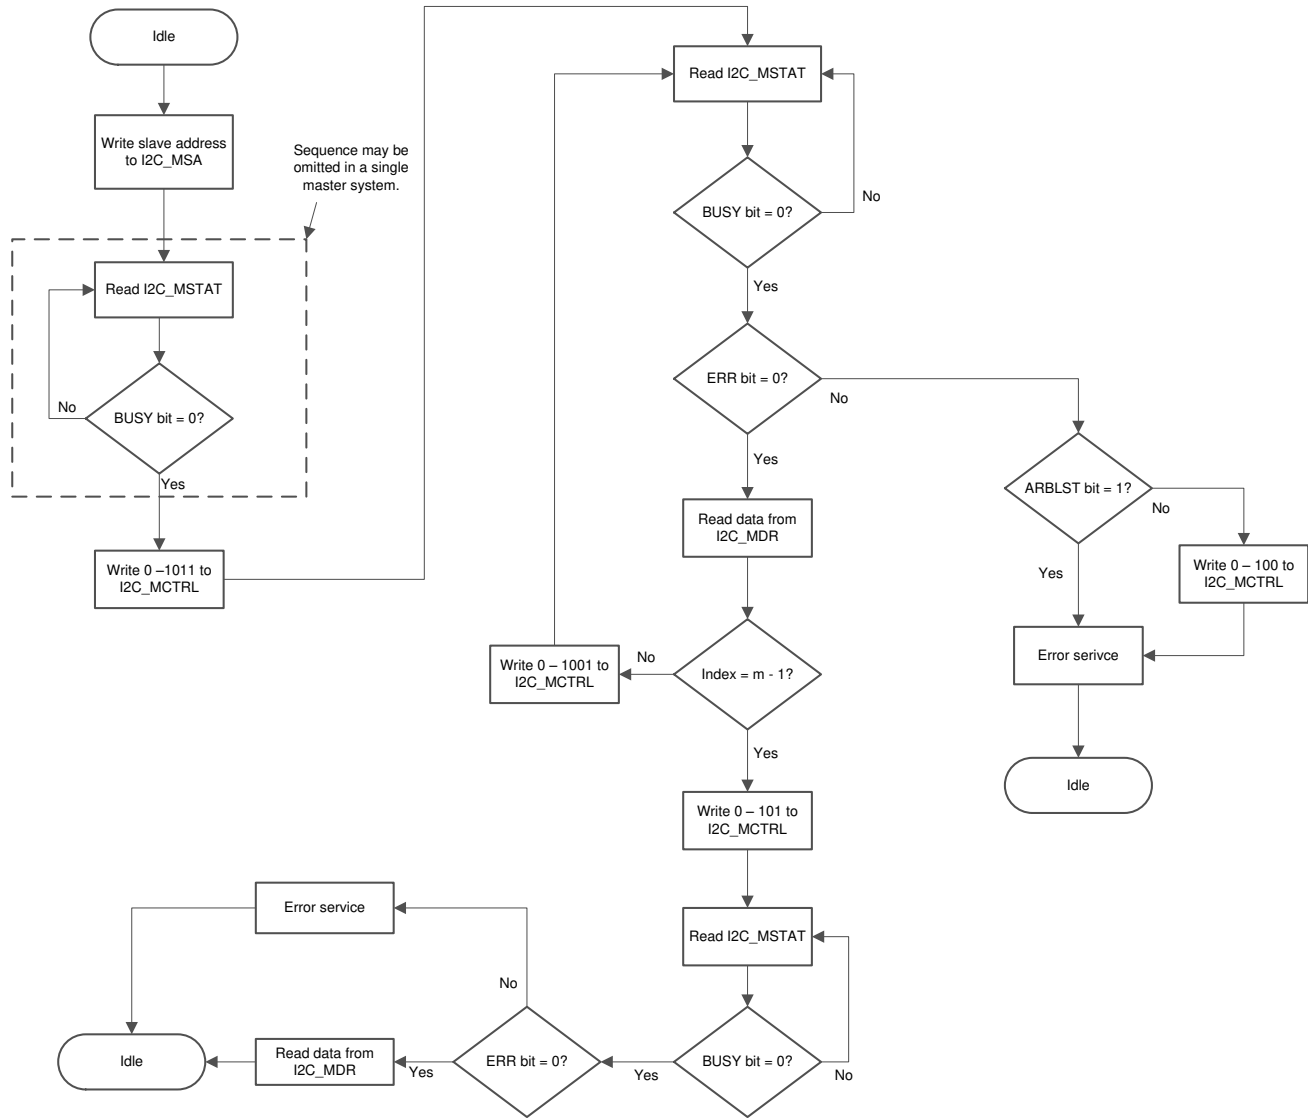 Idle
Write slave address
to I2C_MSA
Sequence may be
omitted in a single
master system.
Read I2C_MSTAT
BUSY bit = 0?
No
Yes
Write 0 –1011 to
I2C_MCTRL
Read I2C_MSTAT
BUSY bit = 0?
No
Yes
ERR bit = 0?
No
Yes
Read data from
I2C_MDR
Index = m - 1?
No
Write 0 – 1001 to
I2C_MCTRL
Yes
Write 0 – 101 to
I2C_MCTRL
Read I2C_MSTAT
BUSY bit = 0?
No
Yes
ERR bit = 0?
No
Error service
Yes
Read data from
I2C_MDR
Idle
ARBLST bit = 1?
No
Write 0 – 100 to
I2C_MCTRL
Yes
Error serivce
Idle